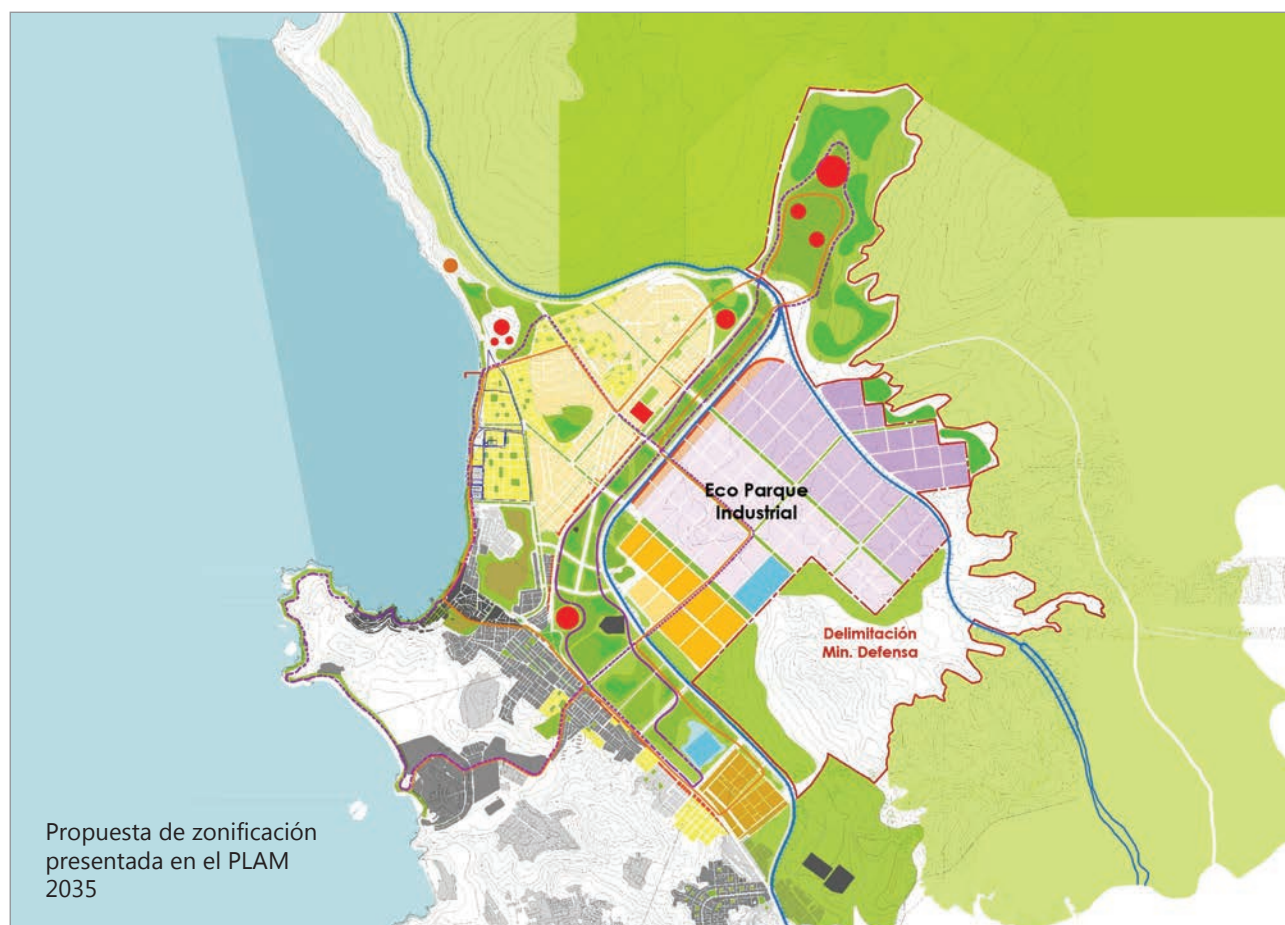 Eco Parque
Industrial
Delimitación
Min. Defensa
Propuesta de zonificación
presentada en el PLAM
2035